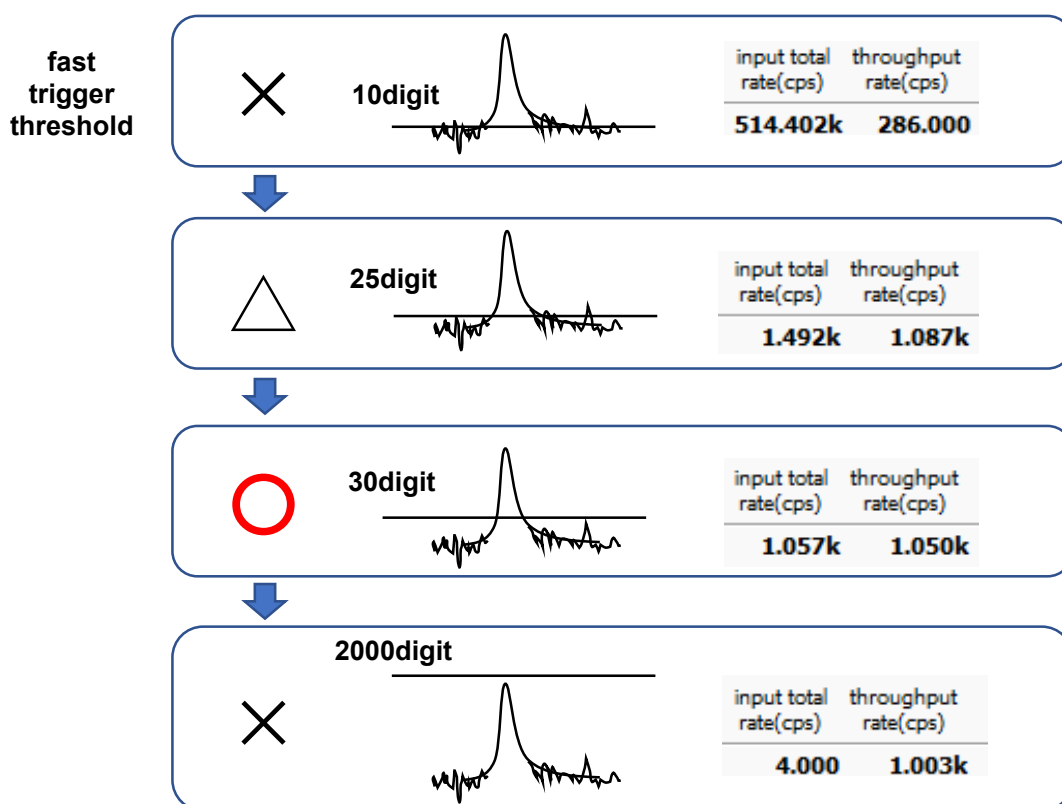 fast
trigger
threshold
10digit
input total throughput
rate(cps) rate(cps)
514.402k 286.000
25digit
input total throughput
rate(cps) rate(cps)
1.492k 1.087k
30digit
input total throughput
rate(cps) rate(cps)
1.057k 1.050k
2000digit
input total throughput
rate(cps) rate(cps)
4.000 1.003k